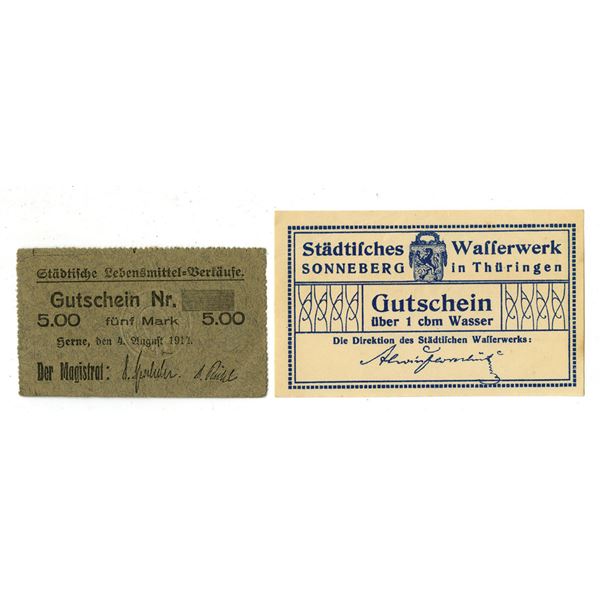 Städtische Lebensmittel-Verkäufe.
Gutschein Nr.
5.00 fünf Mark 5.00
Herne, den 4. August 1917.
Der Magistrat:
Städtisches Wasserwerk
SONNEBERG in Thüringen
Gutschein
über 1 cbm Wasser
Die Direktion des Städtischen Wasserwerks: